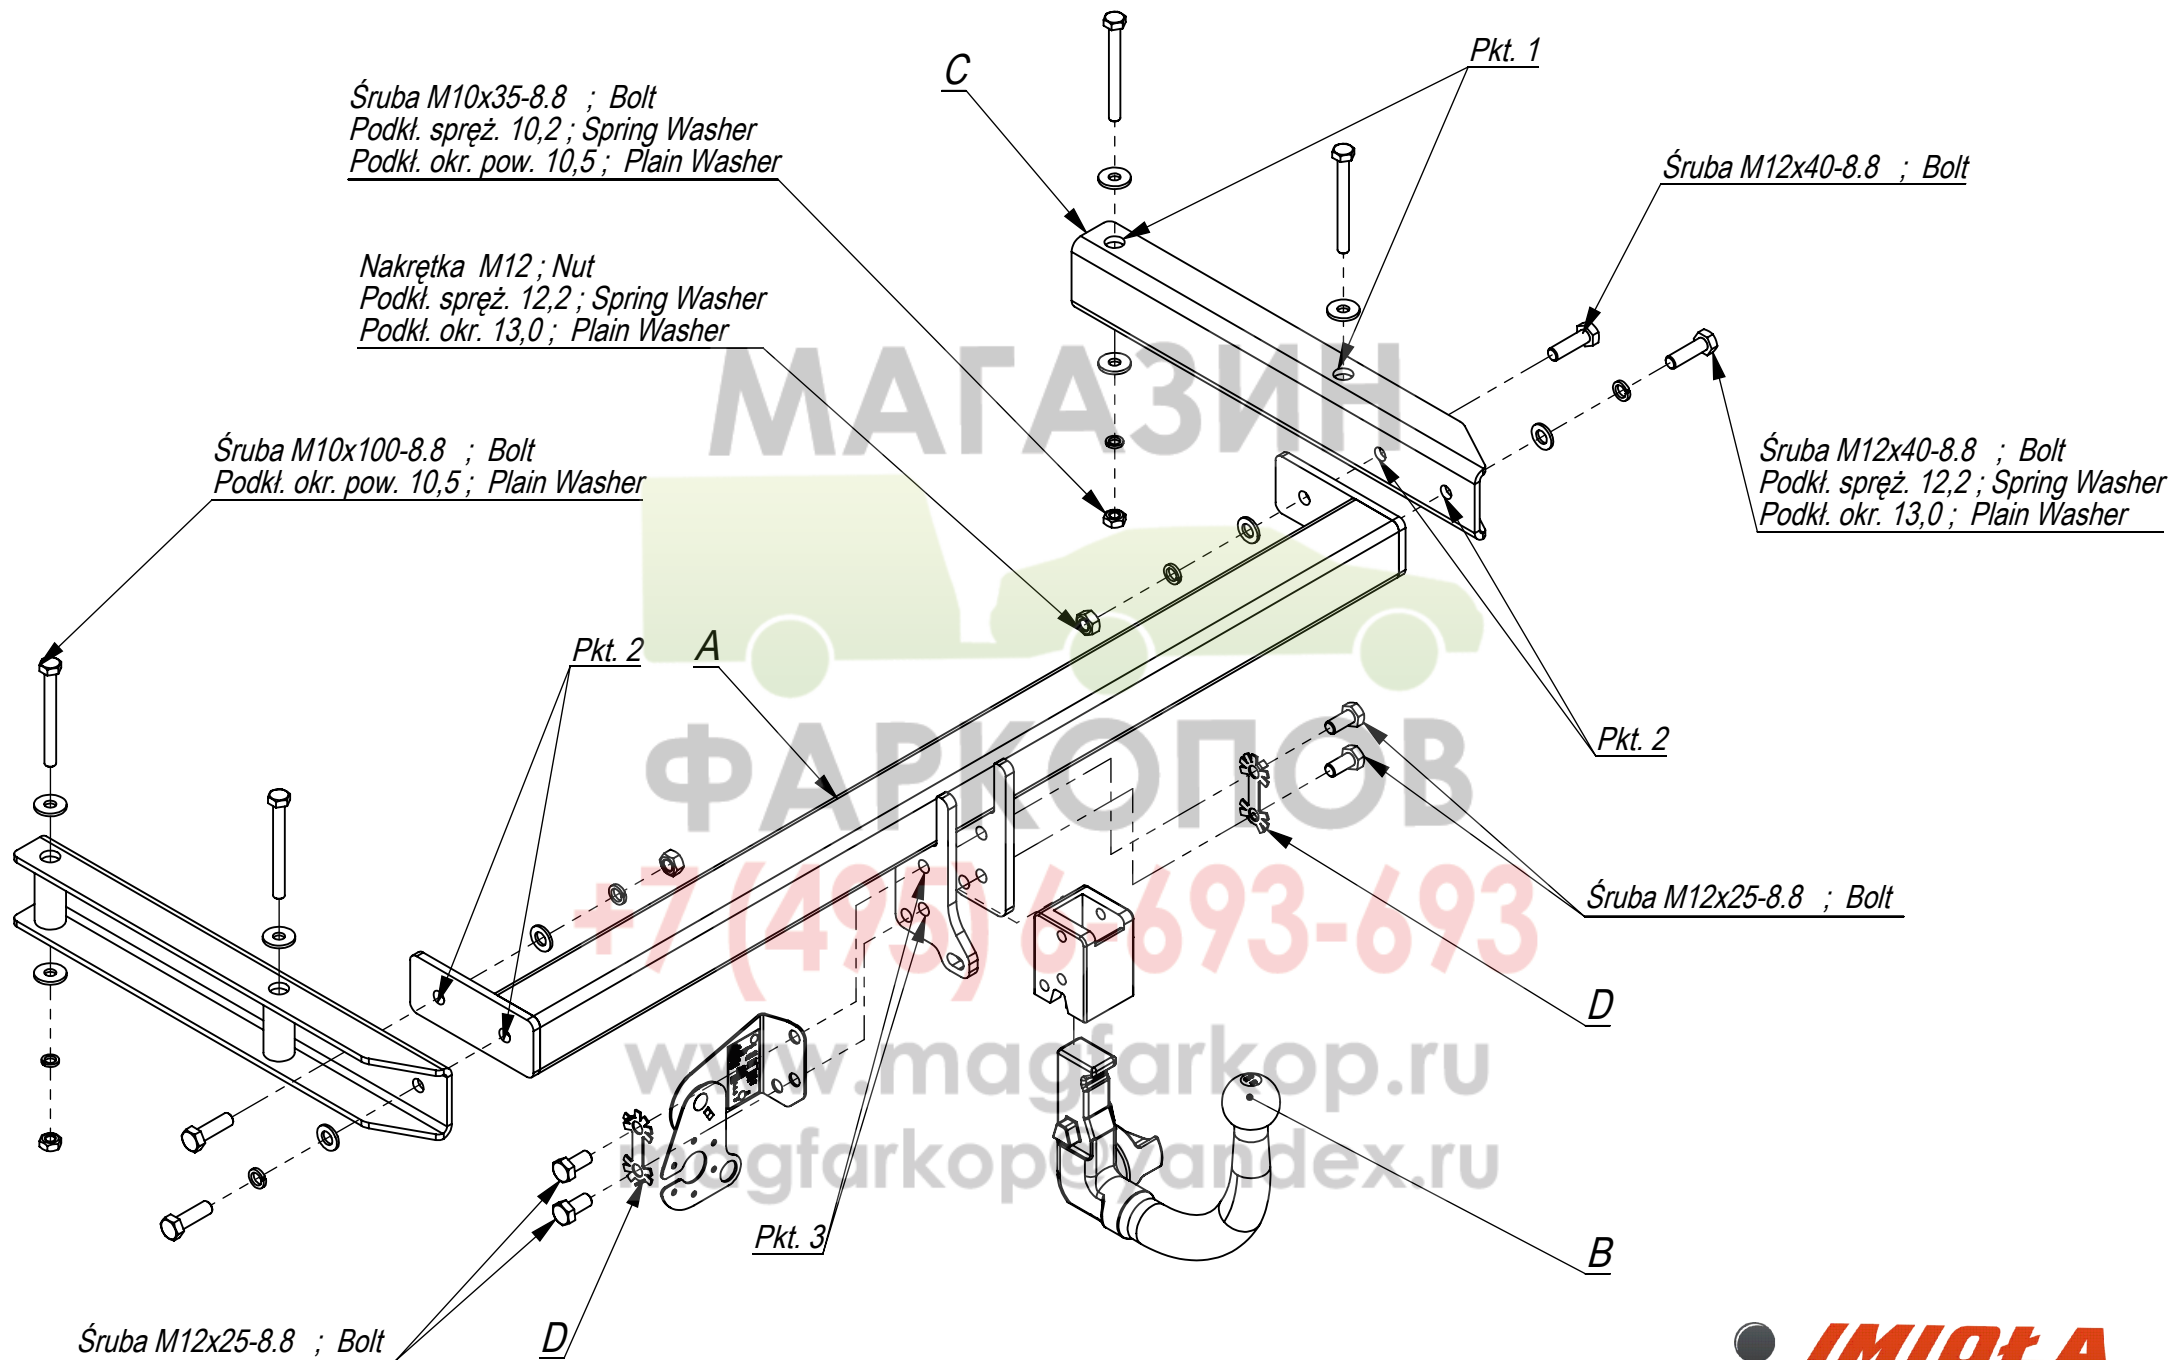 Śruba M10x35-8.8 ; Bolt
Podkł. spręż. 10,2 ; Spring Washer
Podkł. okr. pow. 10,5 ; Plain Washer
C
Pkt. 1
Śruba M12x40-8.8 ; Bolt
Nakrętka M12 ; Nut
Podkł. spręż. 12,2 ; Spring Washer
Podkł. okr. 13,0 ; Plain Washer
МАГАЗИН
Śruba M10x100-8.8 ; Bolt
Podkł. okr. pow. 10,5 ; Plain Washer
Śruba M12x40-8.8 ; Bolt
Podkł. spręż. 12,2 ; Spring Washer
Podkł. okr. 13,0 ; Plain Washer
Pkt. 2
A
Pkt. 2
ФАРКОПОВ
+7 (495) 6-693-693
Śruba M12x25-8.8 ; Bolt
D
www.magfarkop.ru
magfarkop@yandex.ru
Pkt. 3
B
Śruba M12x25-8.8 ; Bolt
D
IMIOŁA